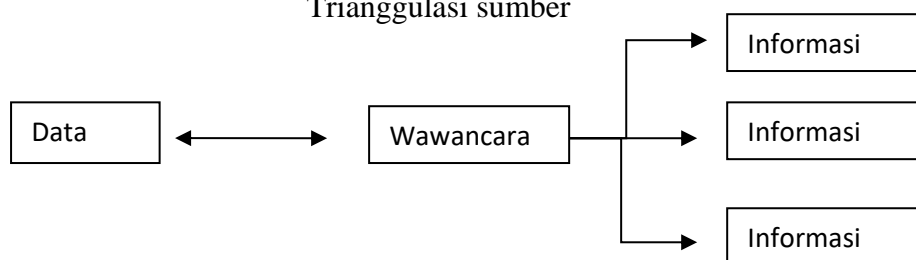 Trianggulasi sumber
Informasi
Data
Wawancara
Informasi
Informasi